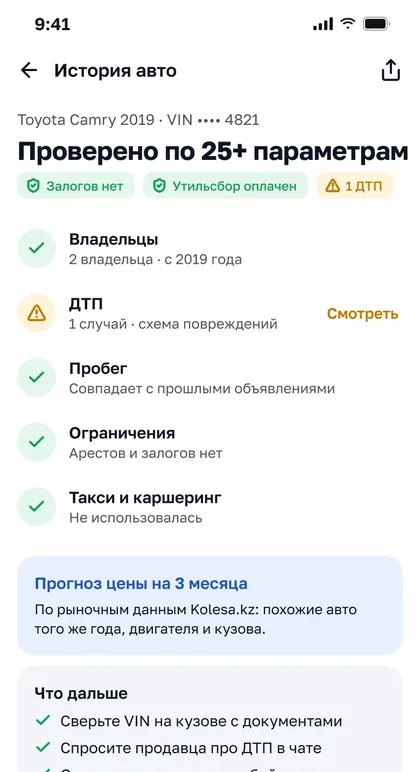 9:41
История авто
Toyota Camry 2019 · VIN •••• 4821
Проверено по 25+ параметрам
Залогов нет
Утильсбор оплачен
1 ДТП
Владельцы
2 владельца · с 2019 года
ДТП
1 случай · схема повреждений
Смотреть
Пробег
Совпадает с прошлыми объявлениями
Ограничения
Арестов и залогов нет
Такси и каршеринг
Не использовалась
Прогноз цены на 3 месяца
По рыночным данным Kolesa.kz: похожие авто
того же года, двигателя и кузова.
Что дальше
Сверьте VIN на кузове с документами
Спросите продавца про ДТП в чате